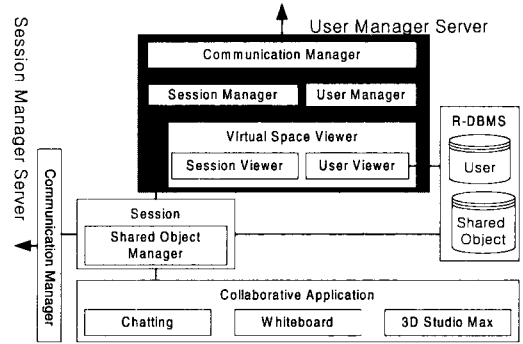 User Manager Server
Session Manager Server
Communication Manager
Session Manager
User Manager
Virtual Space Viewer
Session Viewer
User Viewer
R-DBMS
User
Shared
Object
Communication Manager
Session
Shared Object
Manager
Collaborative Application
Chatting
Whiteboard
3D Studio Max